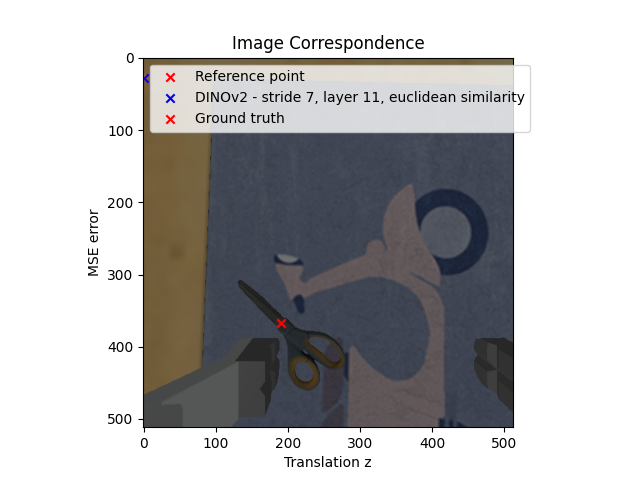 Image Correspondence
Reference point
DINOv2 - stride 7, layer 11, euclidean similarity
Ground truth
MSE error
0
100
200
300
400
500
0 100 200 300 400 500
Translation z